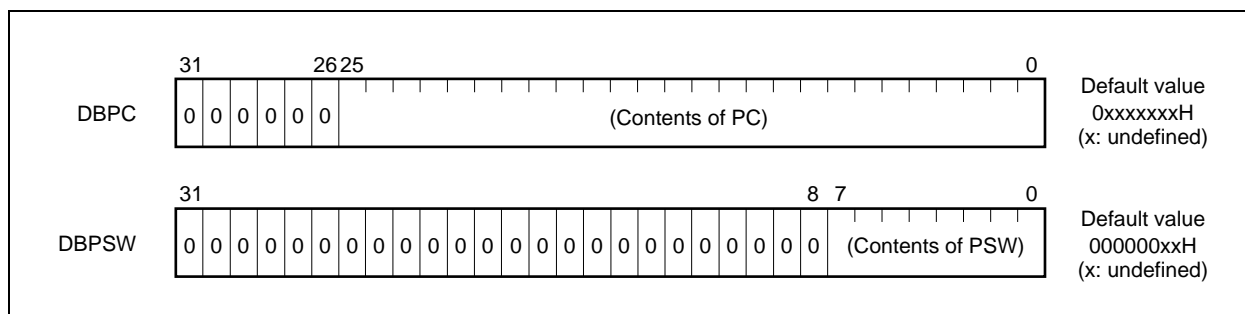 31 26 25 0
DBPC 0 0 0 0 0 0 (Contents of PC)
Default value
0xxxxxxxH
(x: undefined)
31 8 7 0
DBPSW 0 0 0 0 0 0 0 0 0 0 0 0 0 0 0 0 0 0 0 0 0 0 0 0 (Contents of PSW)
Default value
000000xxH
(x: undefined)